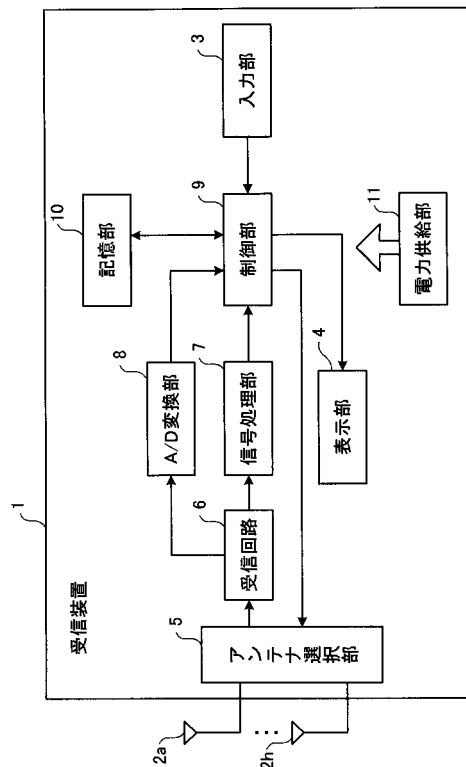 1
受信装置
2a
2h
5
アンテナ選択部
6
受信回路
8
A/D変換部
7
信号処理部
10
記憶部
9
制御部
3
入力部
4
表示部
11
電力供給部